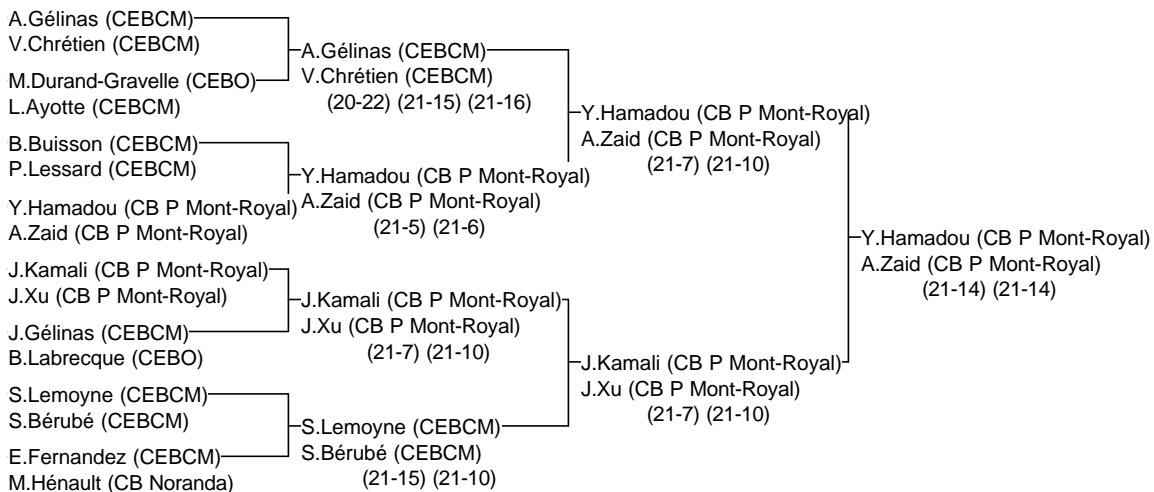 A.Gélinas (CEBCM)
V.Chrétien (CEBCM)
M.Durand-Gravelle (CEBO)
L.Ayotte (CEBCM)
B.Buisson (CEBCM)
P.Lessard (CEBCM)
Y.Hamadou (CB P Mont-Royal)
A.Zaid (CB P Mont-Royal)
J.Kamali (CB P Mont-Royal)
J.Xu (CB P Mont-Royal)
J.Gélinas (CEBCM)
B.Labrecque (CEBO)
S.Lemoyne (CEBCM)
S.Bérubé (CEBCM)
E.Fernandez (CEBCM)
M.Hénault (CB Noranda)
A.Gélinas (CEBCM)
V.Chrétien (CEBCM)
(20-22) (21-15) (21-16)
Y.Hamadou (CB P Mont-Royal)
A.Zaid (CB P Mont-Royal)
(21-5) (21-6)
J.Kamali (CB P Mont-Royal)
J.Xu (CB P Mont-Royal)
(21-7) (21-10)
S.Lemoyne (CEBCM)
S.Bérubé (CEBCM)
(21-15) (21-10)
Y.Hamadou (CB P Mont-Royal)
A.Zaid (CB P Mont-Royal)
(21-7) (21-10)
J.Kamali (CB P Mont-Royal)
J.Xu (CB P Mont-Royal)
(21-7) (21-10)
Y.Hamadou (CB P Mont-Royal)
A.Zaid (CB P Mont-Royal)
(21-14) (21-14)